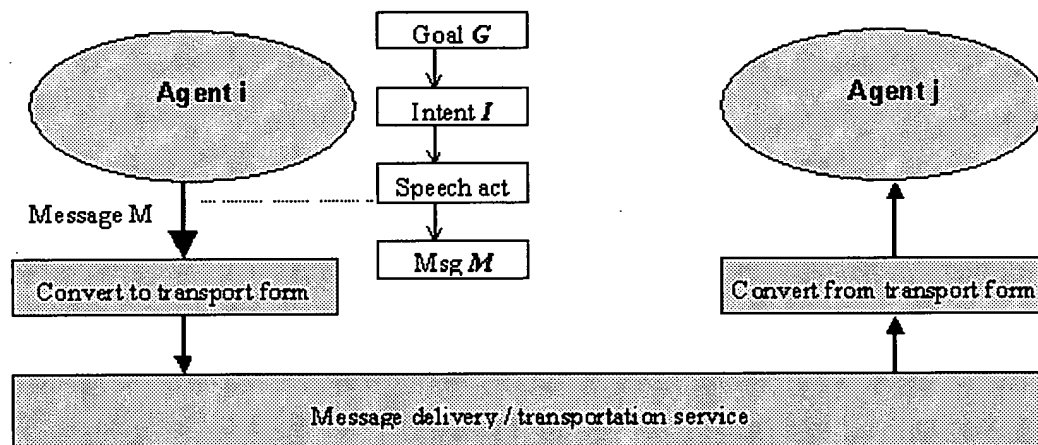 Goal G
Agent i
Agent j
Intent I
Speech act
Message M
Msg M
Convert to transport form
Convert from transport form
Message delivery / transportation service